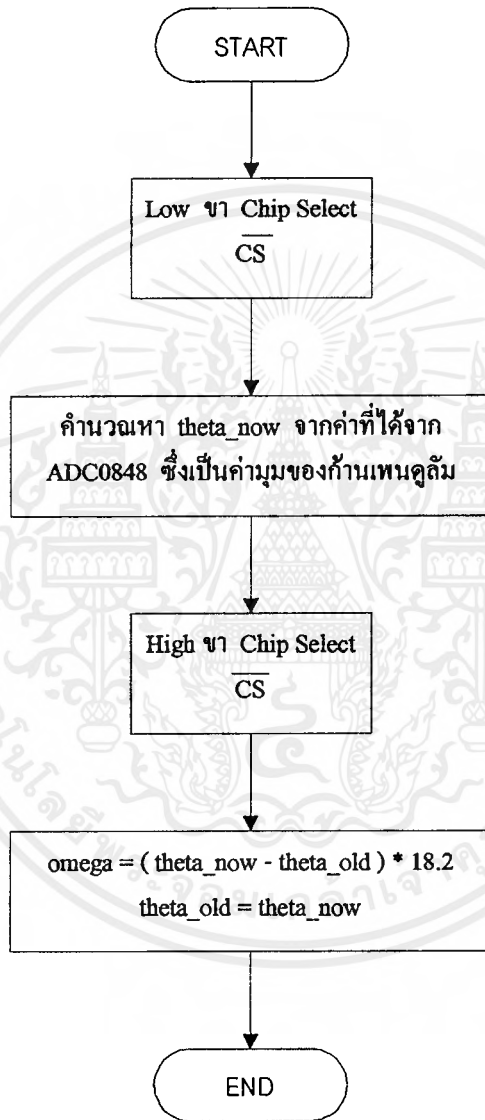 START
Low ขา Chip Select
CS
คำนวณหา theta_now จากค่าที่ได้จาก
ADC0848 ซึ่งเป็นค่ามุมของก้านเพนดูลัม
High ขา Chip Select
CS
omega = ( theta_now - theta_old ) * 18.2
theta_old = theta_now
END